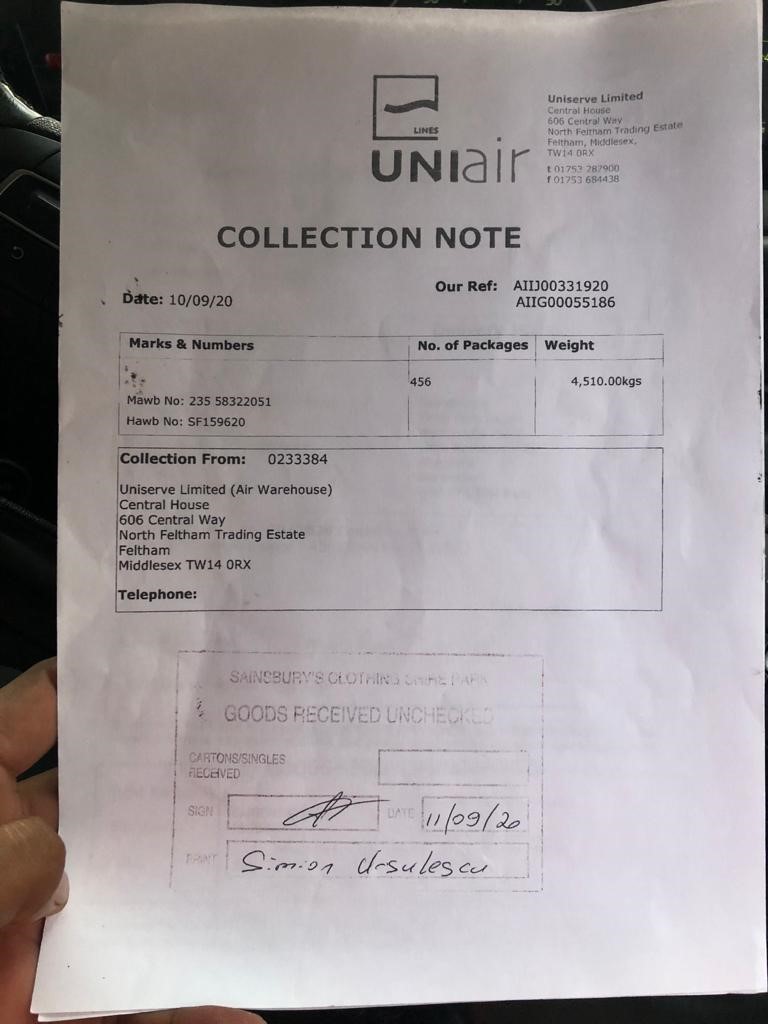 LINES
UNIair
Uniserve Limited
Central House
606 Central Way
North Feltham Trading Estate
Feltham, Middlesex,
TW14 0RX
t 01753 287900
f 01753 684438
COLLECTION NOTE
Date: 10/09/20
Our Ref: AIIJ00331920
AIIG00055186
Marks & Numbers No. of Packages Weight
456 4,510.00kgs
Mawb No: 235 58322051
Hawb No: SF159620
Collection From: 0233384
Uniserve Limited (Air Warehouse)
Central House
606 Central Way
North Feltham Trading Estate
Feltham
Middlesex TW14 0RX
Telephone:
SAINSBURY'S CLOTHING SHIRE PARK
GOODS RECEIVED UNCHECKED
CARTONS/SINGLES
RECEIVED
SIGN DATE 11/09/20
PRINT Simion Ursulescu